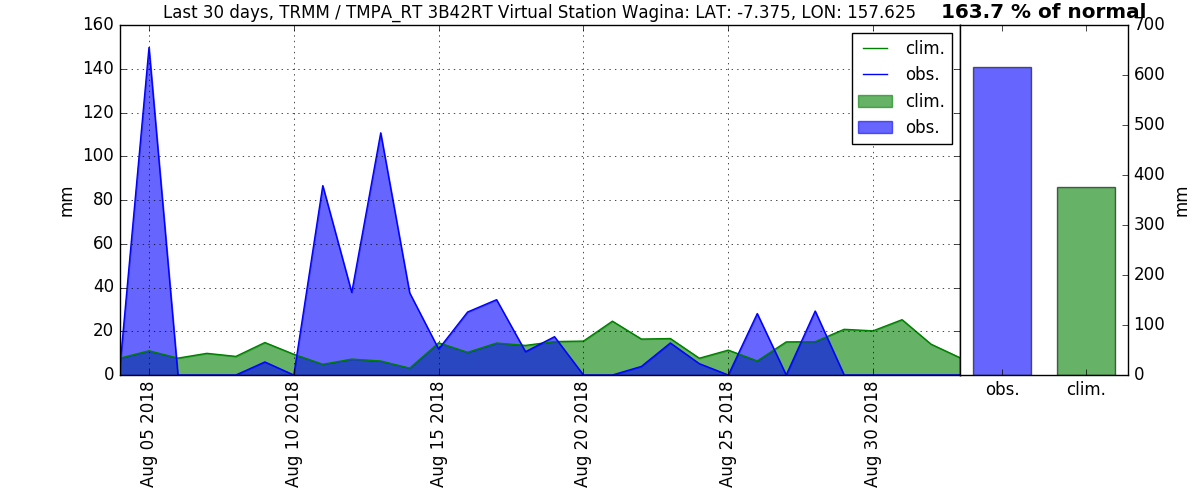 Last 30 days, TRMM / TMPA_RT 3B42RT Virtual Station Wagina: LAT: -7.375, LON: 157.625
163.7 % of normal
160
140
120
100
80
60
40
20
0
mm
clim.
obs.
clim.
obs.
Aug 05 2018
Aug 10 2018
Aug 15 2018
Aug 20 2018
Aug 25 2018
Aug 30 2018
700
600
500
400
300
200
100
0
mm
obs.
clim.